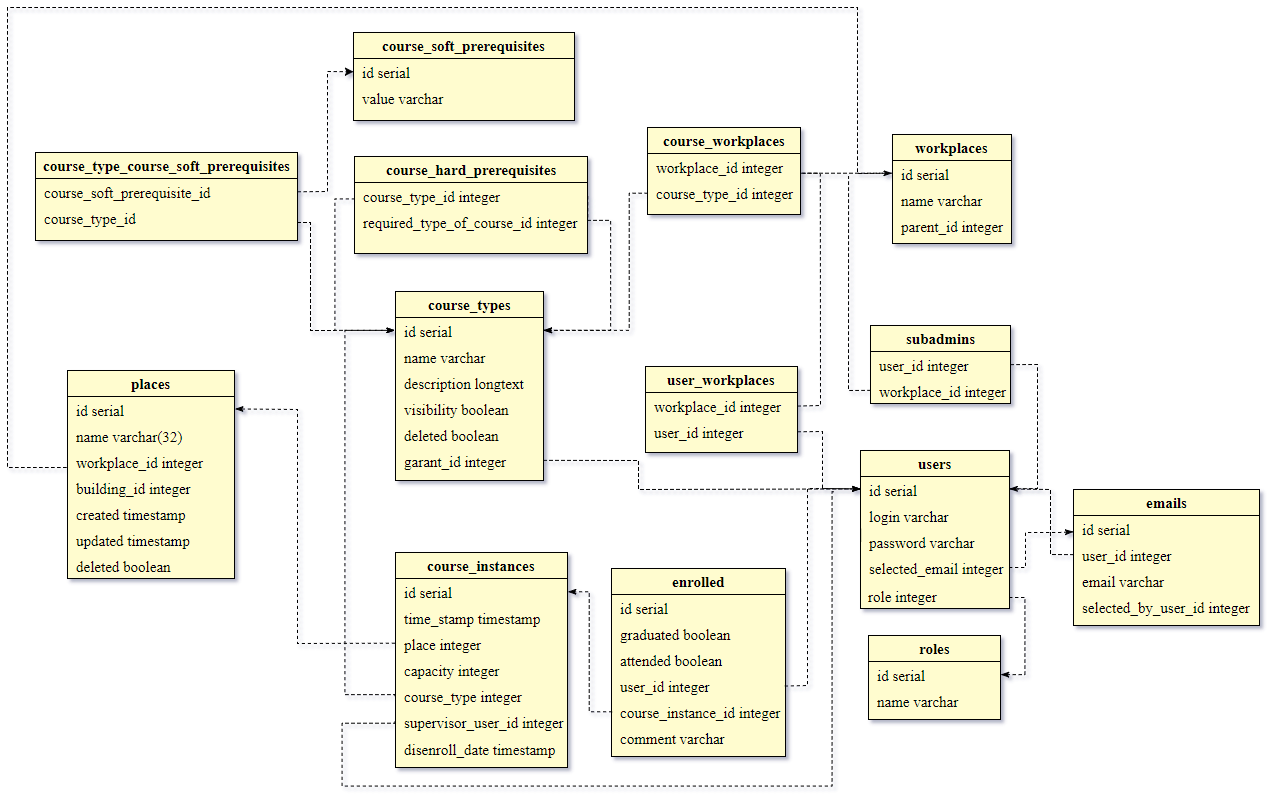 course_soft_prerequisites
id serial
value varchar
course_type_course_soft_prerequisites
course_soft_prerequisite_id
course_type_id
course_hard_prerequisites
course_type_id integer
required_type_of_course_id integer
course_workplaces
workplace_id integer
course_type_id integer
workplaces
id serial
name varchar
parent_id integer
course_types
id serial
name varchar
description longtext
visibility boolean
deleted boolean
garant_id integer
subadmins
user_id integer
workplace_id integer
places
id serial
name varchar(32)
workplace_id integer
building_id integer
created timestamp
updated timestamp
deleted boolean
user_workplaces
workplace_id integer
user_id integer
users
id serial
login varchar
password varchar
selected_email integer
role integer
emails
id serial
user_id integer
email varchar
selected_by_user_id integer
course_instances
id serial
time_stamp timestamp
place integer
capacity integer
course_type integer
supervisor_user_id integer
disenroll_date timestamp
enrolled
id serial
graduated boolean
attended boolean
user_id integer
course_instance_id integer
comment varchar
roles
id serial
name varchar